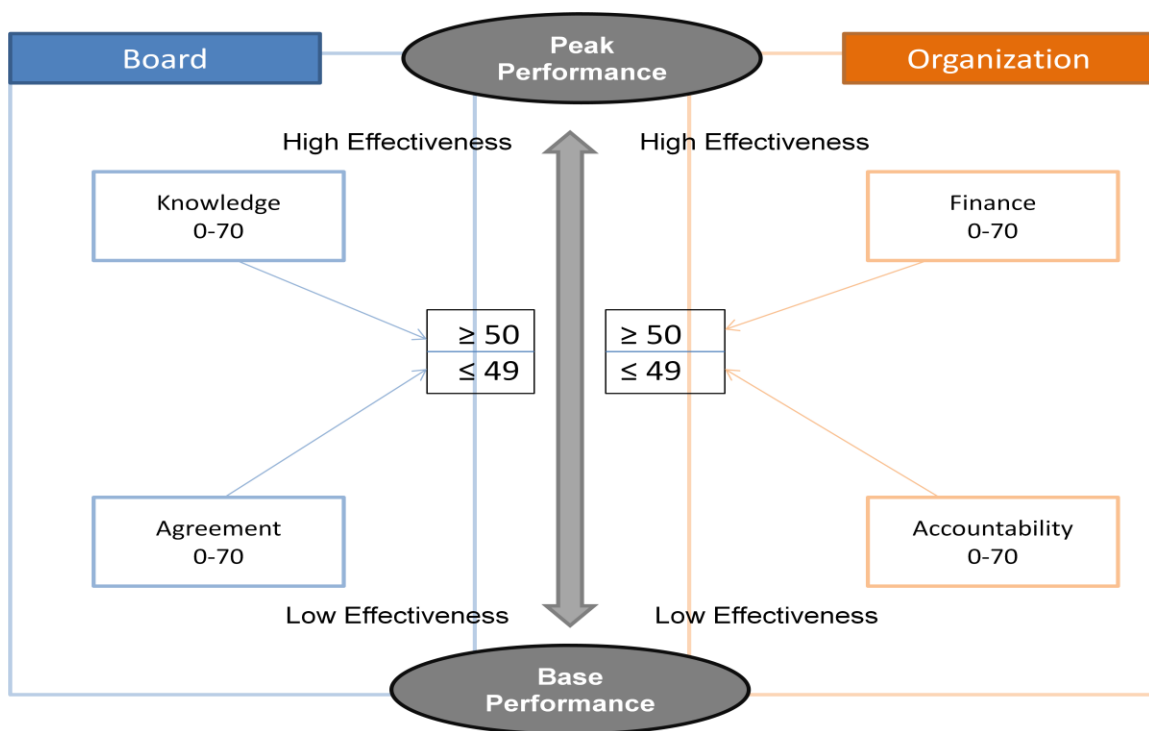 Board
Peak
Performance
Organization
High Effectiveness
High Effectiveness
Knowledge
0-70
Finance
0-70
≥ 50
≤ 49
≥ 50
≤ 49
Agreement
0-70
Accountability
0-70
Low Effectiveness
Low Effectiveness
Base
Performance